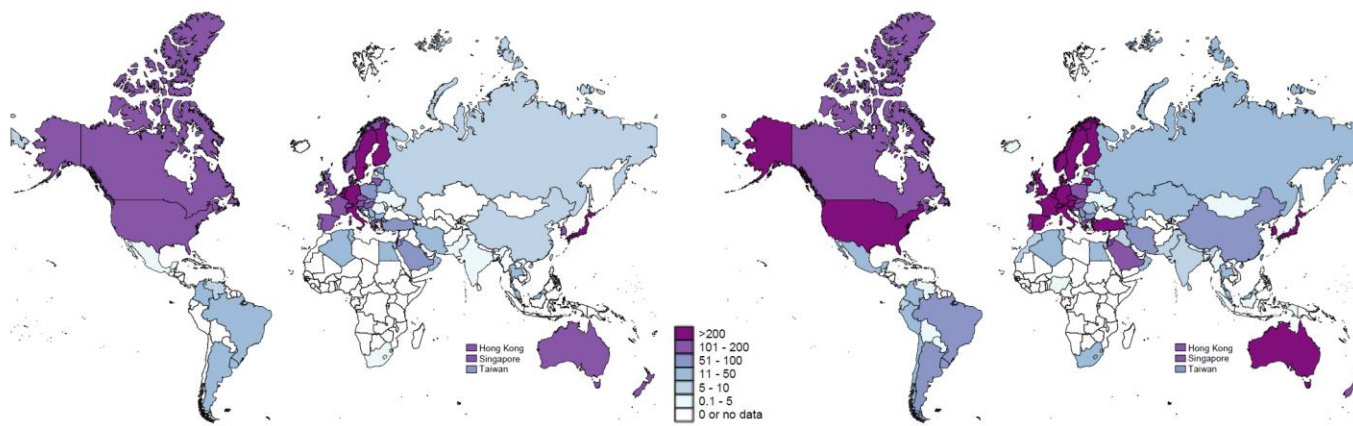 Hong Kong
Singapore
Taiwan
>200
101 - 200
51 - 100
11 - 50
5 - 10
0.1 - 5
0 or no data
Hong Kong
Singapore
Taiwan